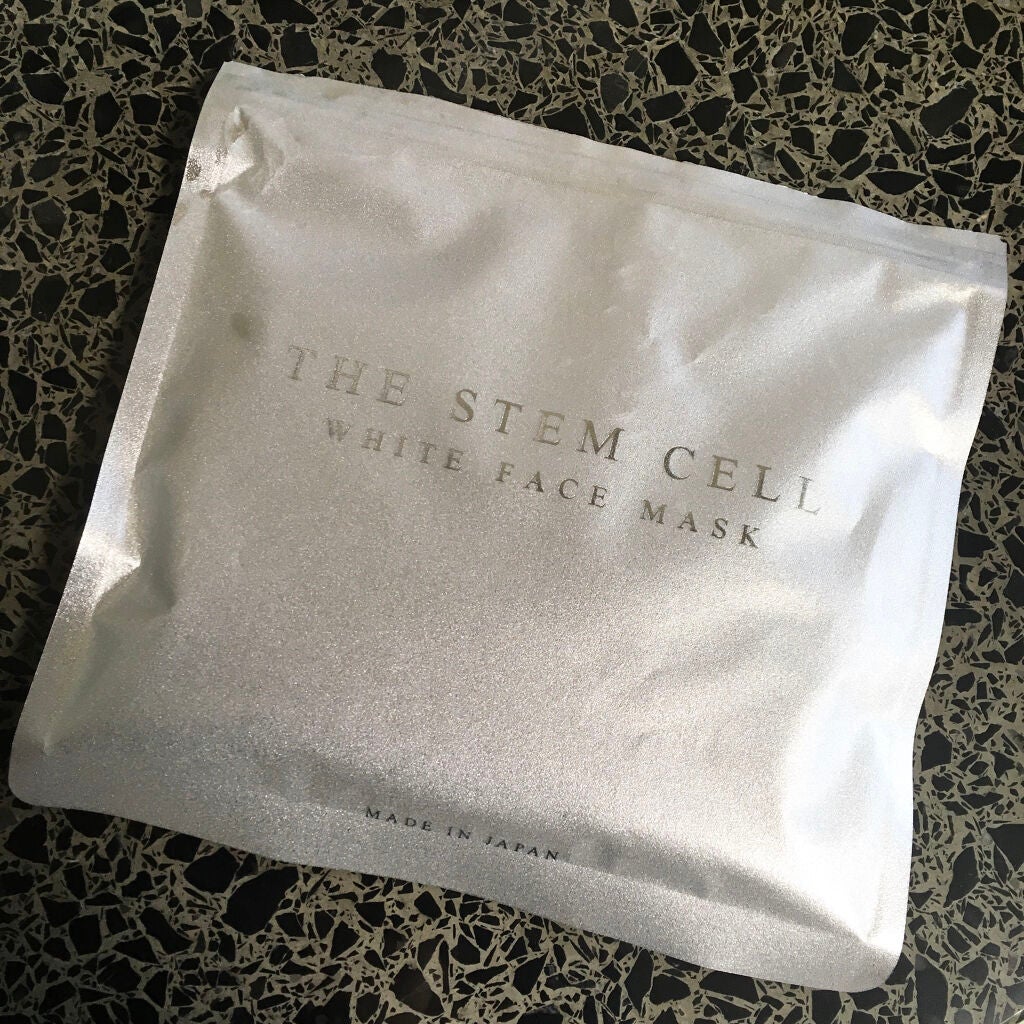 THE STEM CELL
WHITE FACE MASK
MADE IN JAPAN